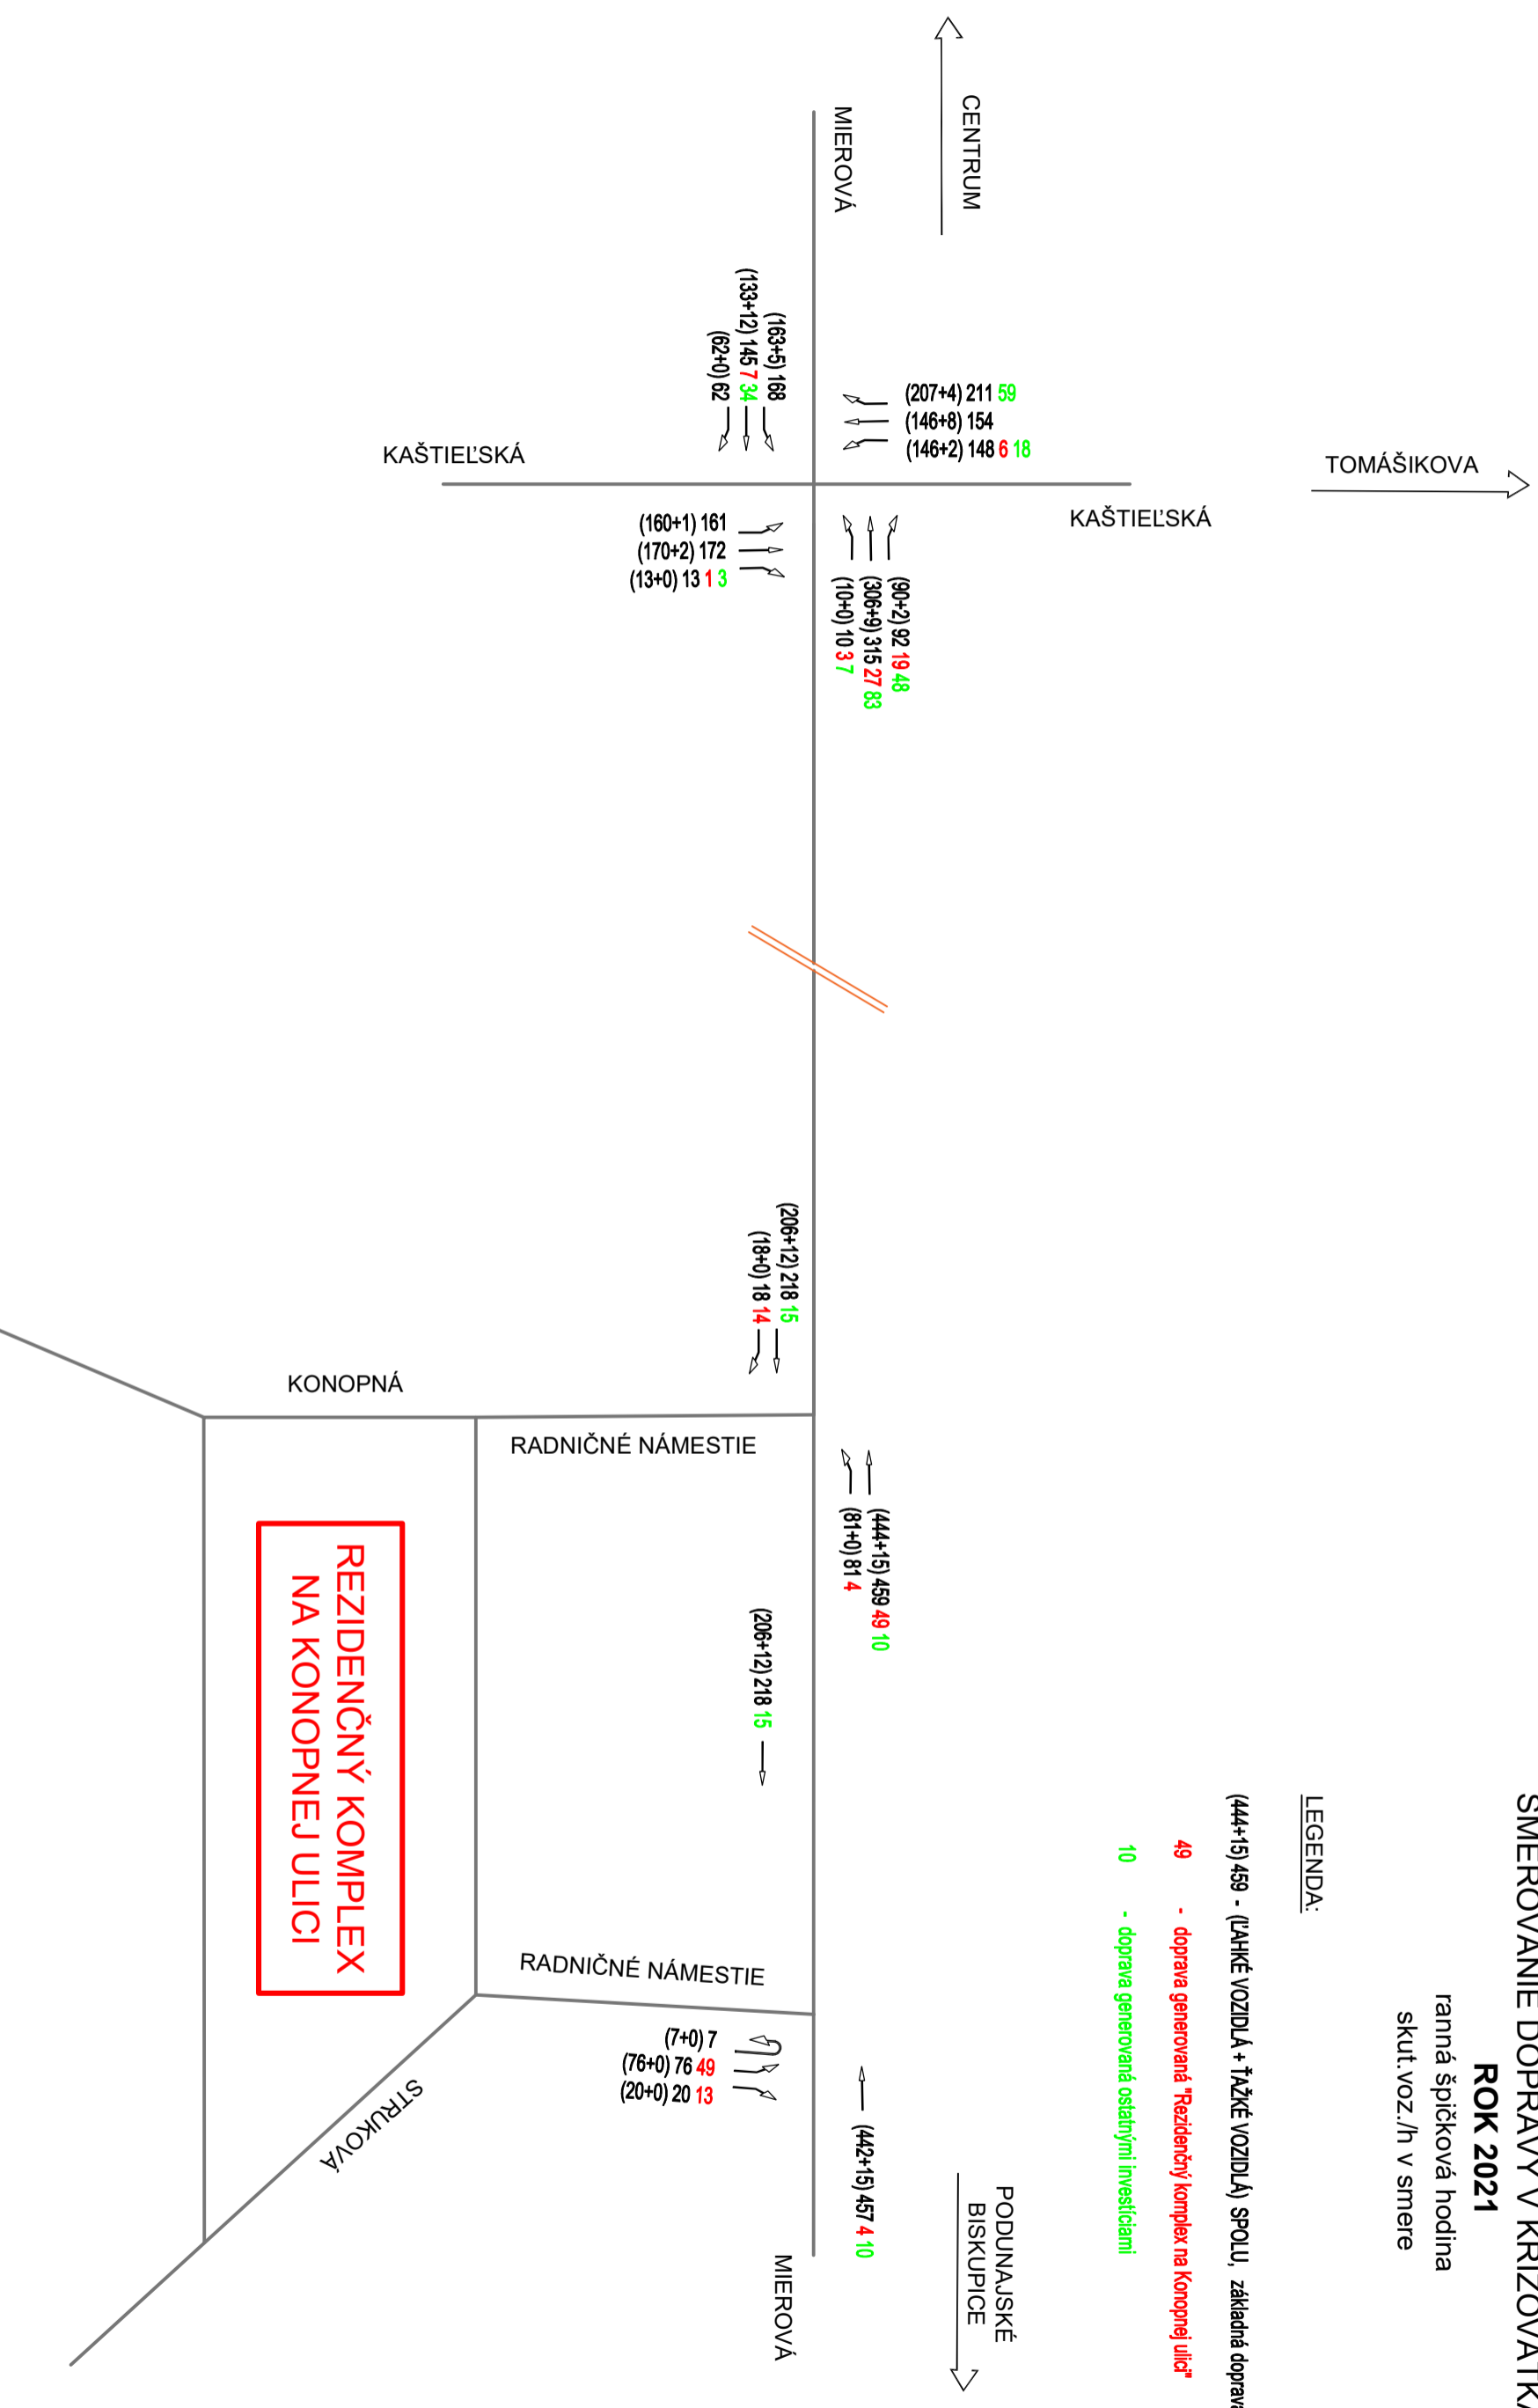 SMEROVANIE DOPRAVY V KRIŽOVATKÁ
ROK 2021
ranná špičková hodina
skut.voz./h v smere
LEGENDA:
(444+15) 459 - (ĽAHKÉ VOZIDLÁ + ŤAŽKÉ VOZIDLÁ) SPOLU, základná doprava
49 - doprava generovaná "Rezidenčný komplex na Konopnej ulici"
10 - doprava generovaná ostatnými investíciami
CENTRUM
MIEROVÁ
TOMÁŠIKOVA
KAŠTIEĽSKÁ
KAŠTIEĽSKÁ
(163+5) 168
(133+12) 145 7 34
(62+0) 62
(207+4) 211 59
(146+8) 154
(146+2) 148 6 18
(160+1) 161
(170+2) 172
(13+0) 13 1 3
(90+2) 92 19 48
(306+9) 315 27 83
(10+0) 10 3 7
(206+12) 218 15
(18+0) 18 14
KONOPNÁ
RADNIČNÉ NÁMESTIE
(444+15) 459 49 10
(81+0) 81 4
(206+12) 218 15
REZIDENČNÝ KOMPLEX
NA KONOPNEJ ULICI
RADNIČNÉ NÁMESTIE
(7+0) 7
(76+0) 76 49
(20+0) 20 13
(442+15) 457 4 10
STRUKOVÁ
PODUNAJSKÉ
BISKUPICE
MIEROVÁ